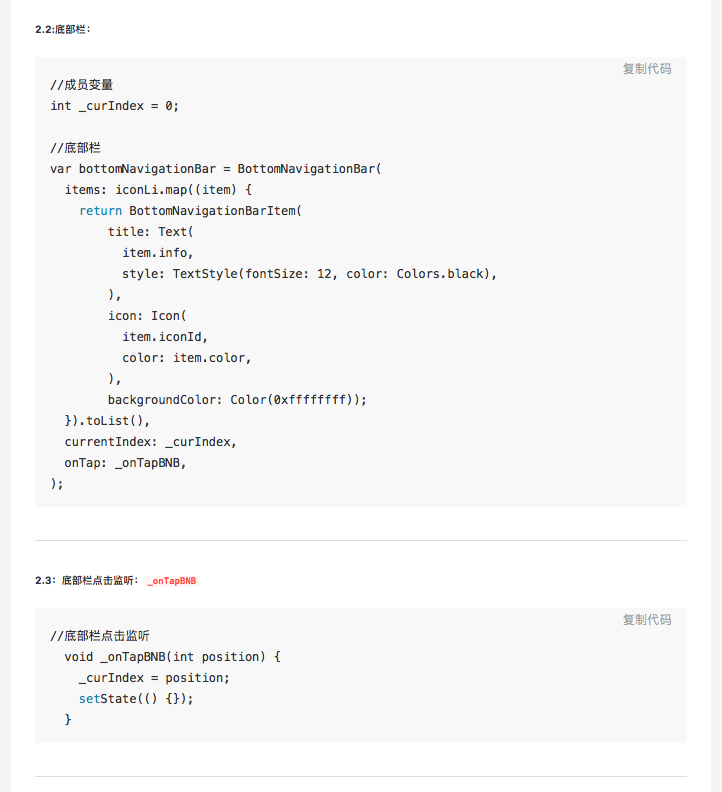 2.2:底部栏：
复制代码
//成员变量
int _curIndex = 0;
//底部栏
var bottomNavigationBar = BottomNavigationBar(
  items: iconLi.map((item) {
    return BottomNavigationBarItem(
        title: Text(
          item.info,
          style: TextStyle(fontSize: 12, color: Colors.black),
        ),
        icon: Icon(
          item.iconId,
          color: item.color,
        ),
        backgroundColor: Color(0xffffffff));
  }).toList(),
  currentIndex: _curIndex,
  onTap: _onTapBNB,
);
2.3：底部栏点击监听：_onTapBNB
复制代码
//底部栏点击监听
  void _onTapBNB(int position) {
    _curIndex = position;
    setState(() {});
  }